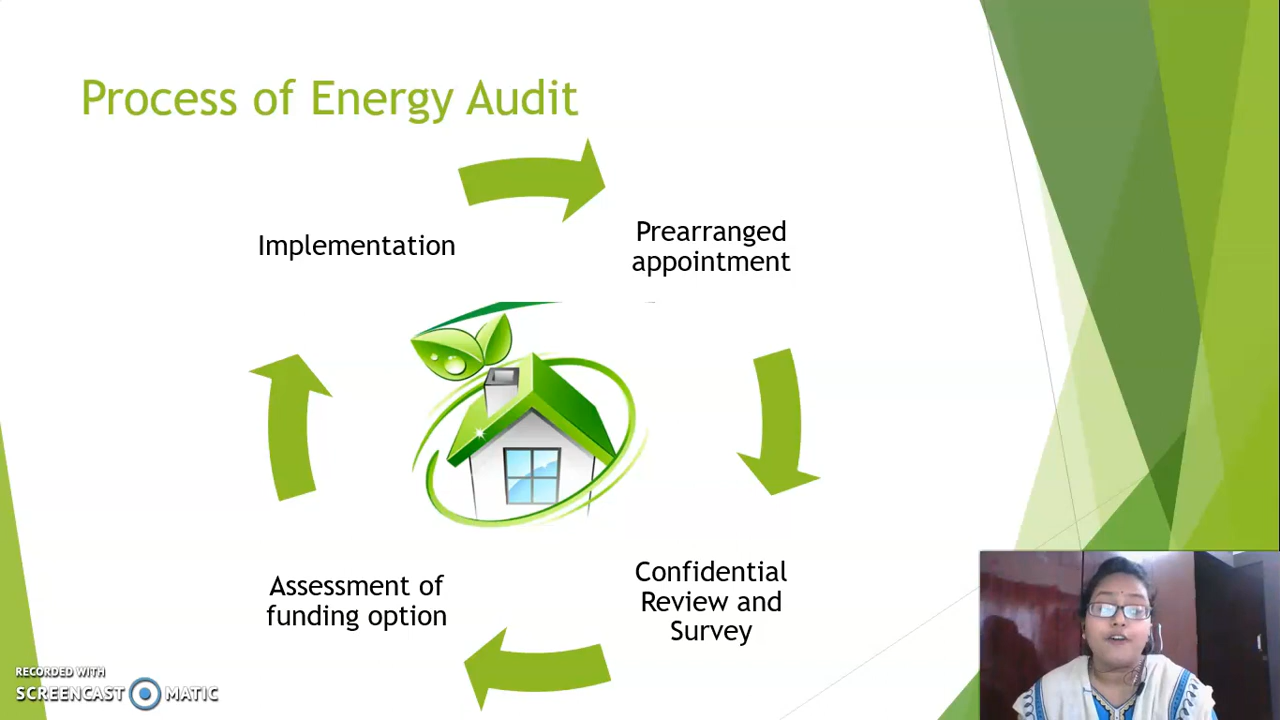 Process of Energy Audit
Implementation
Prearranged
appointment
Assessment of
funding option
Confidential
Review and
Survey
RECORDED WITH
SCREENCAST MATIC